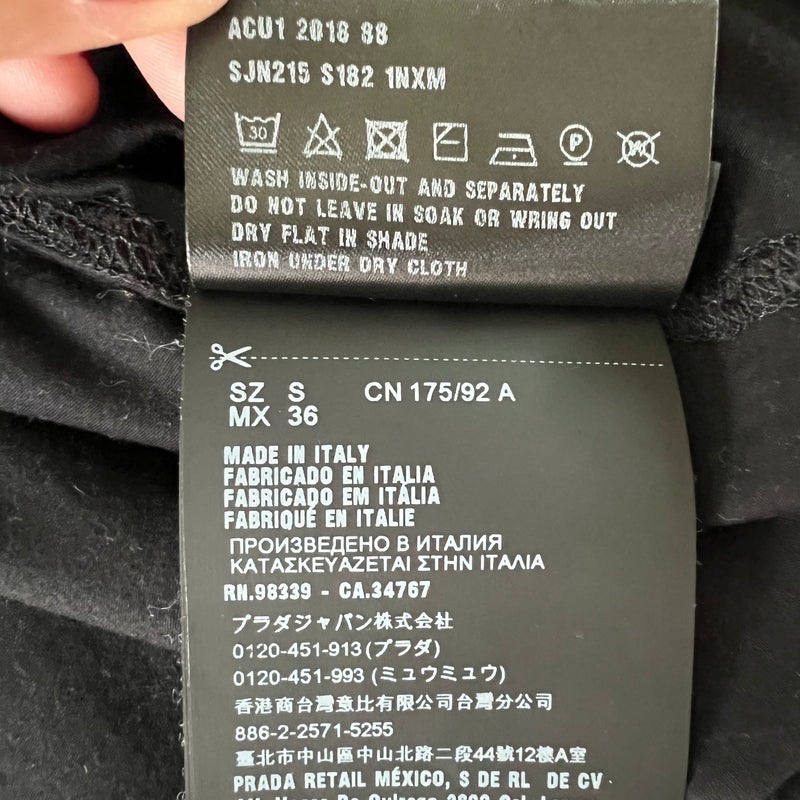 ACU1 2018 88
SJN215 S182 1NXM
30
P
WASH INSIDE-OUT AND SEPARATELY
DO NOT LEAVE IN SOAK OR WRING OUT
DRY FLAT IN SHADE
IRON UNDER DRY CLOTH
SZ S CN 175/92 A
MX 36
MADE IN ITALY
FABRICADO EN ITALIA
FABRICADO EM ITÁLIA
FABRIQUÉ EN ITALIE
ПРОИЗВЕДЕНО В ИТАЛИЯ
ΚΑΤΑΣΚΕΥΑΖΕΤΑΙ ΣΤΗΝ ΙΤΑΛΙΑ
RN.98339 - CA.34767
プラダジャパン株式会社
0120-451-913(プラダ)
0120-451-993 (ミュウミュウ)
香港商台灣意比有限公司台灣分公司
886-2-2571-5255
臺北市中山區中山北路二段44號12樓A室
PRADA RETAIL MÉXICO, S DE RL DE CV